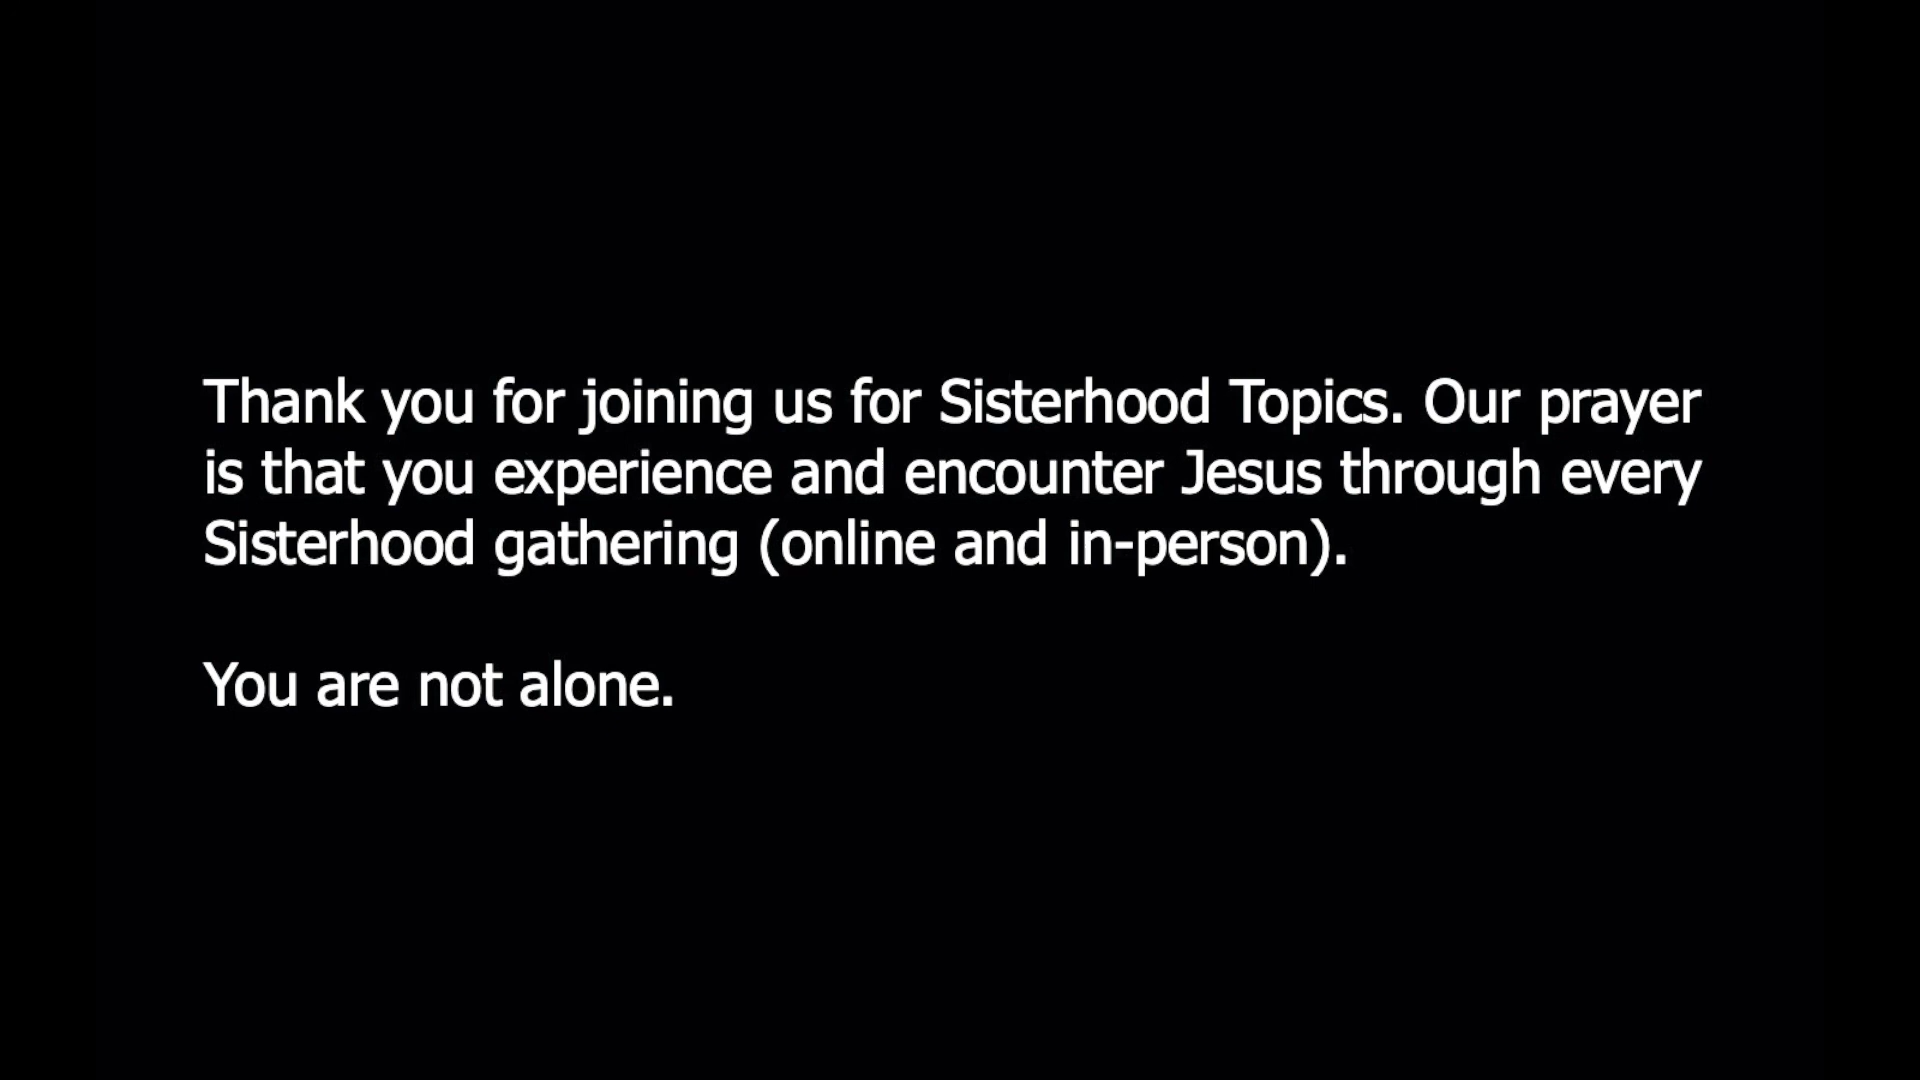 Thank you for joining us for Sisterhood Topics. Our prayer
is that you experience and encounter Jesus through every
Sisterhood gathering (online and in-person).
You are not alone.